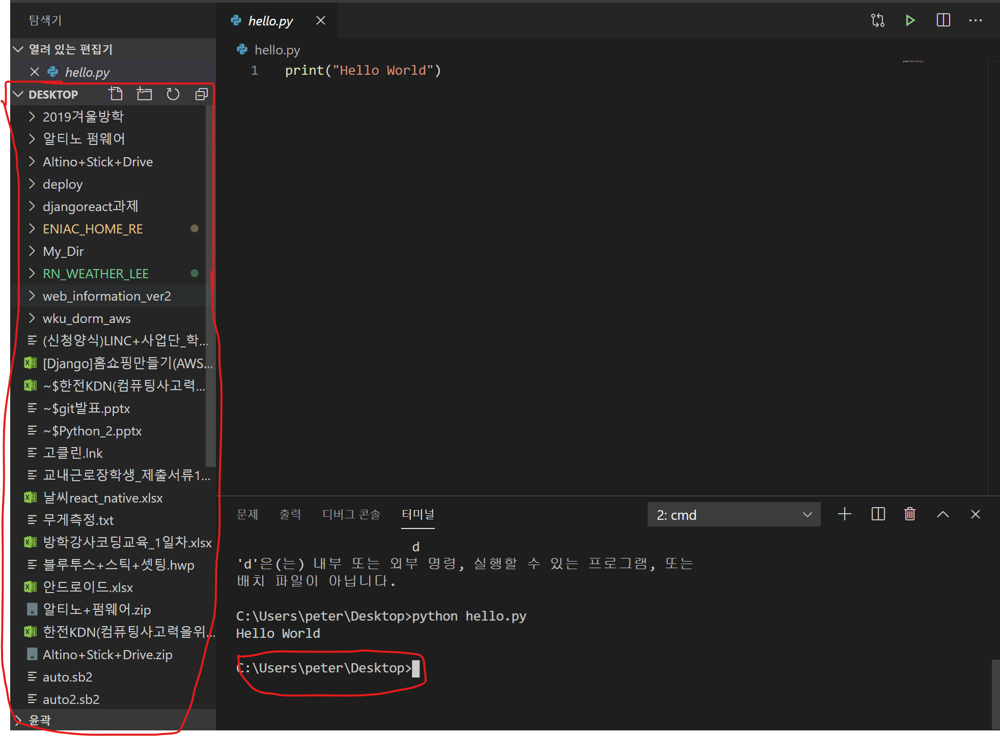 탐색기
열려 있는 편집기
hello.py
DESKTOP
2019겨울방학
알티노 펌웨어
Altino+Stick+Drive
deploy
djangoreact과제
ENIAC_HOME_RE
My_Dir
RN_WEATHER_LEE
web_information_ver2
wku_dorm_aws
(신청양식)LINC+사업단_학...
[Django]홈쇼핑만들기(AWS...
~$한전KDN(컴퓨팅사고력...
~$git발표.pptx
~$Python_2.pptx
고클린.lnk
교내근로장학생_제출서류1...
날씨react_native.xlsx
무게측정.txt
방학강사코딩교육_1일차.xlsx
블루투스+스틱+셋팅.hwp
안드로이드.xlsx
알티노+펌웨어.zip
한전KDN(컴퓨팅사고력을위...
Altino+Stick+Drive.zip
auto.sb2
auto2.sb2
윤곽
hello.py
hello.py
1 print("Hello World")
print("Hello World")
문제 출력 디버그 콘솔 터미널 2: cmd
d
'd'은(는) 내부 또는 외부 명령, 실행할 수 있는 프로그램, 또는
배치 파일이 아닙니다.
C:\Users\peter\Desktop>python hello.py
Hello World
C:\Users\peter\Desktop>